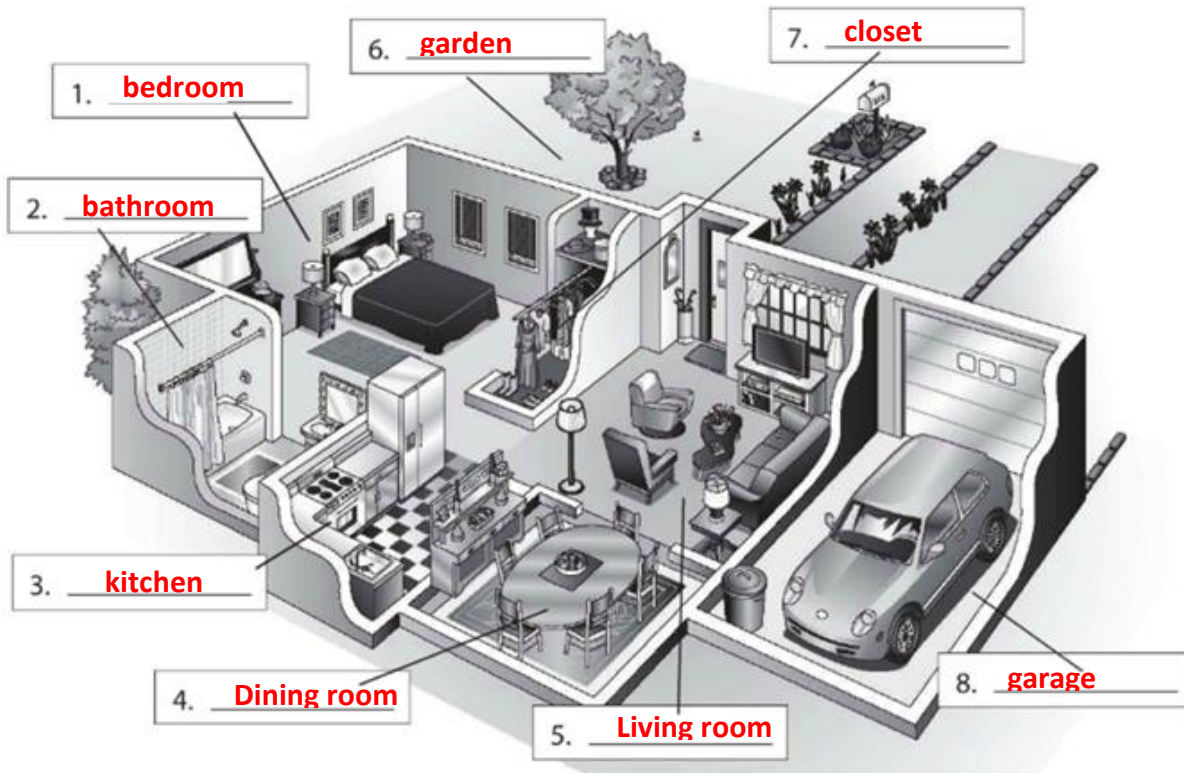 1. bedroom
2. bathroom
3. kitchen
4. Dining room
5. Living room
6. garden
7. closet
8. garage